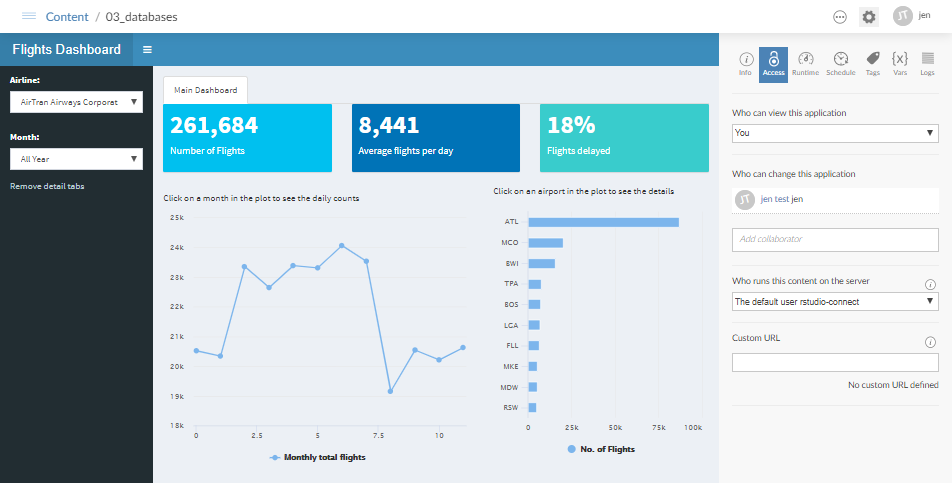 Content / 03_databases
jT jen
Flights Dashboard
Airline:
AirTran Airways Corporat
Month:
All Year
Remove detail tabs
Main Dashboard
261,684
Number of Flights
8,441
Average flights per day
18%
Flights delayed
Click on a month in the plot to see the daily counts
25k
24k
23k
22k
21k
20k
19k
18k
0 2.5 5 7.5 10
Monthly total flights
Click on an airport in the plot to see the details
ATL
MCO
BWI
TPA
BOS
LGA
FLL
MKE
MDW
RSW
0 25k 50k 75k 100k
No. of Flights
Info Access Runtime Schedule Tags {x} Vars Logs
Who can view this application
You
Who can change this application
jT jen test jen
Add collaborator
Who runs this content on the server
The default user rstudio-connect
Custom URL
No custom URL defined